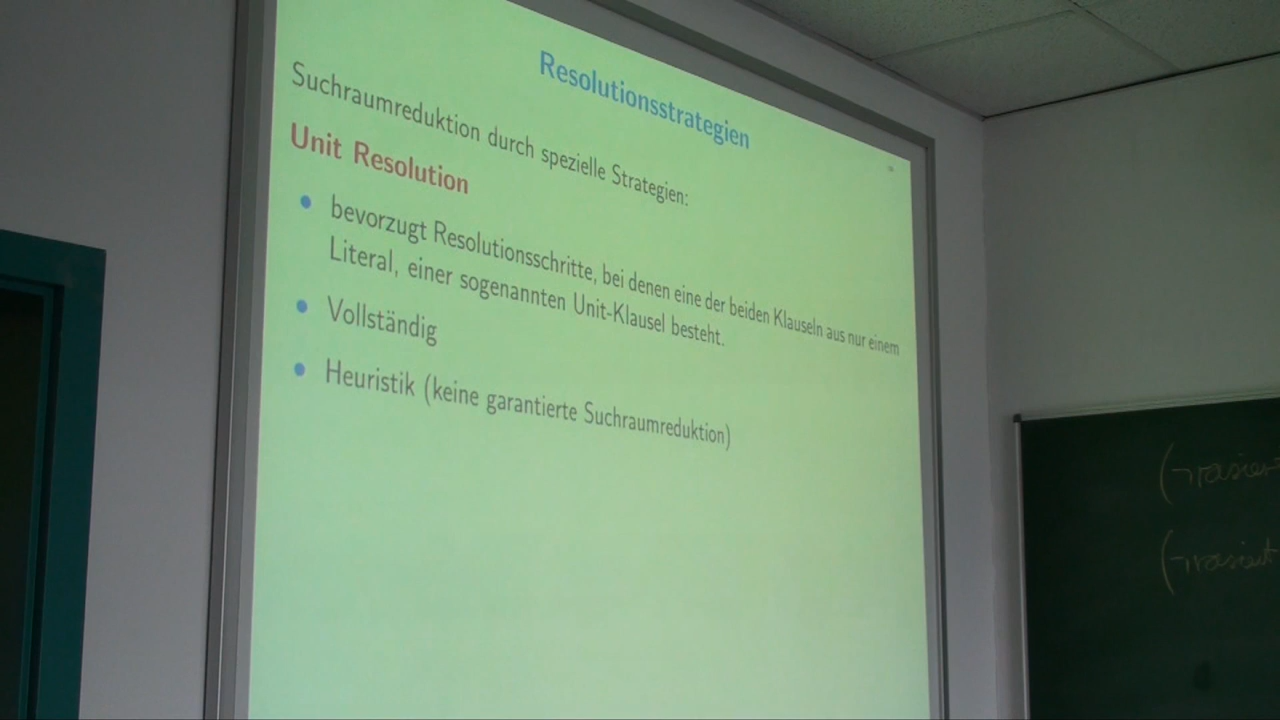 Resolutionsstrategien
Suchraumreduktion durch spezielle Strategien:
Unit Resolution
• bevorzugt Resolutionsschritte, bei denen eine der beiden Klauseln aus nur einem
Literal, einer sogenannten Unit-Klausel besteht.
• Vollständig
• Heuristik (keine garantierte Suchraumreduktion)